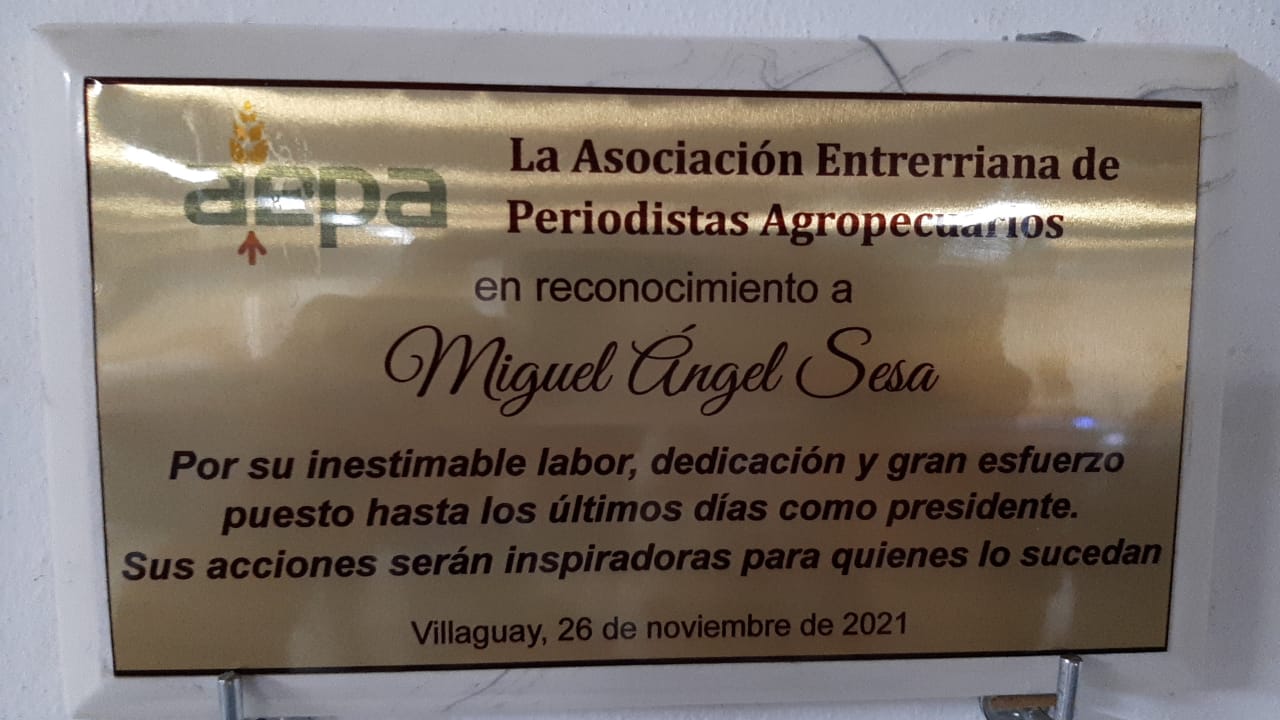 aepa
La Asociación Entrerriana de
Periodistas Agropecuarios
en reconocimiento a
Miguel Ángel Sesa
Por su inestimable labor, dedicación y gran esfuerzo
puesto hasta los últimos días como presidente.
Sus acciones serán inspiradoras para quienes lo sucedan
Villaguay, 26 de noviembre de 2021